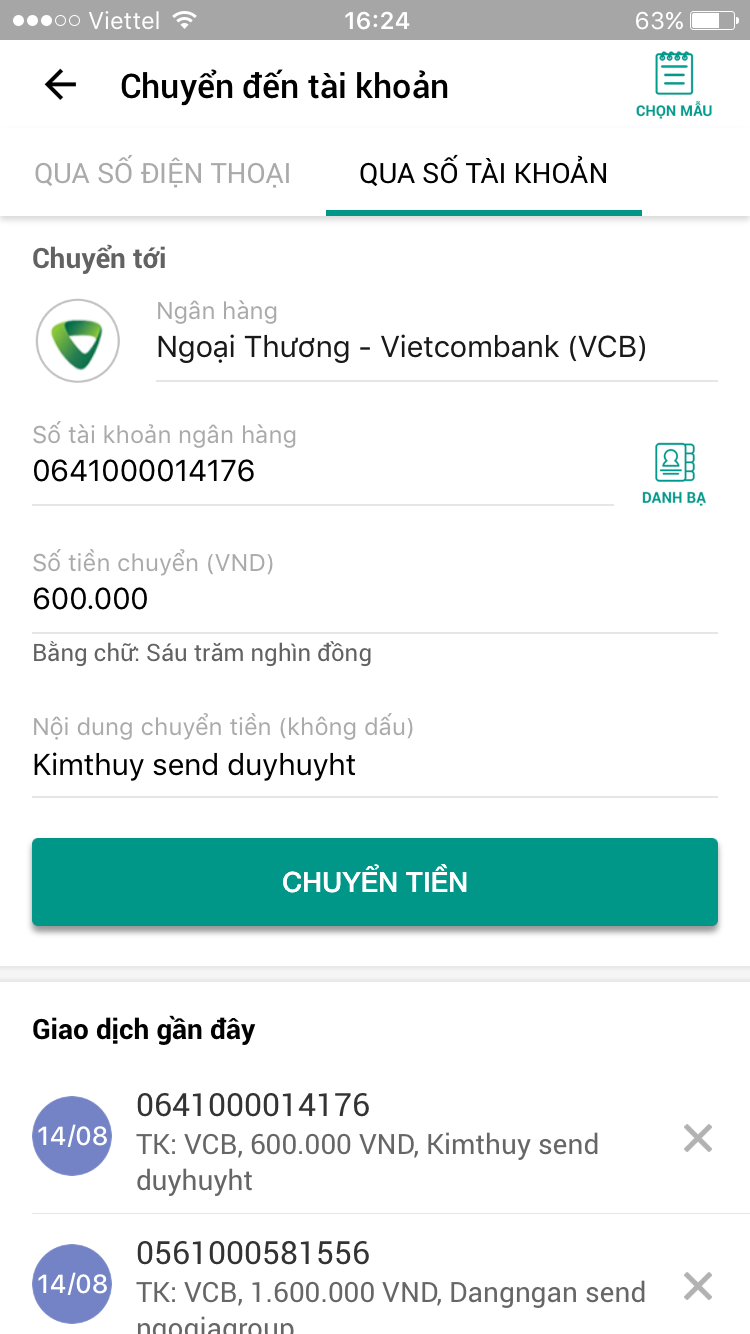 Viettel 16:24 63%
Chuyển đến tài khoản
CHỌN MẪU
QUA SỐ ĐIỆN THOẠI QUA SỐ TÀI KHOẢN
Chuyển tới
Ngân hàng
Ngoại Thương - Vietcombank (VCB)
Số tài khoản ngân hàng
0641000014176
DANH BẠ
Số tiền chuyển (VND)
600.000
Bằng chữ: Sáu trăm nghìn đồng
Nội dung chuyển tiền (không dấu)
Kimthuy send duyhuyht
CHUYỂN TIỀN
Giao dịch gần đây
0641000014176
14/08
TK: VCB, 600.000 VND, Kimthuy send
duyhuyht
0561000581556
14/08
TK: VCB, 1.600.000 VND, Dangngan send
ngogiagroup